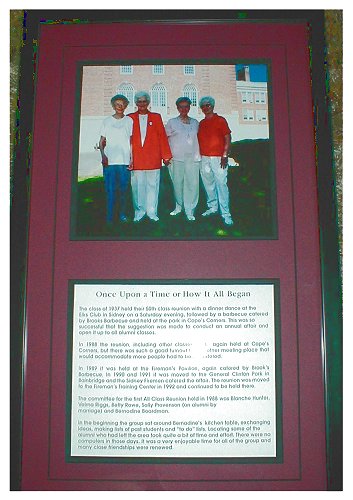 Once Upon a Time or How It All Began
The class of 1937 held their 50th class reunion with a dinner dance at the
Elks Club in Sidney on a Saturday evening, followed by a barbecue catered
by Brooks Barbecue and held at the park in Cape's Corners. This was so
successful that the suggestion was made to conduct an annual affair and
open it up to all alumni classes.
In 1988 the reunion, including other classes again held at Cape's
Corners, but there was such a good turnout other meeting place that
would accommodate more people had to be
In 1989 it was held at the Fireman's Pavilion, again catered by Brook's
Barbecue. In 1990 and 1991 it was moved to the General Clinton Park in
Bainbridge and the Sidney Firemen catered the affair. The reunion was moved
to the Fireman's Training Center in 1992 and continued to be held there.
The committee for the first All Class Reunion held in 1988 was Blanche Hunter,
Velma Riggs, Betty Rowe, Sally Provenson (an alumni by
marriage) and Bernadine Boardman.
In the beginning the group sat around Bernadine's kitchen table, exchanging
ideas, making lists of past students and "to do" lists. Locating some of the
alumni who had left the area took quite a bit of time and effort. There were no
computers in those days. It was a very enjoyable time for all of the group and
many close friendships were renewed.